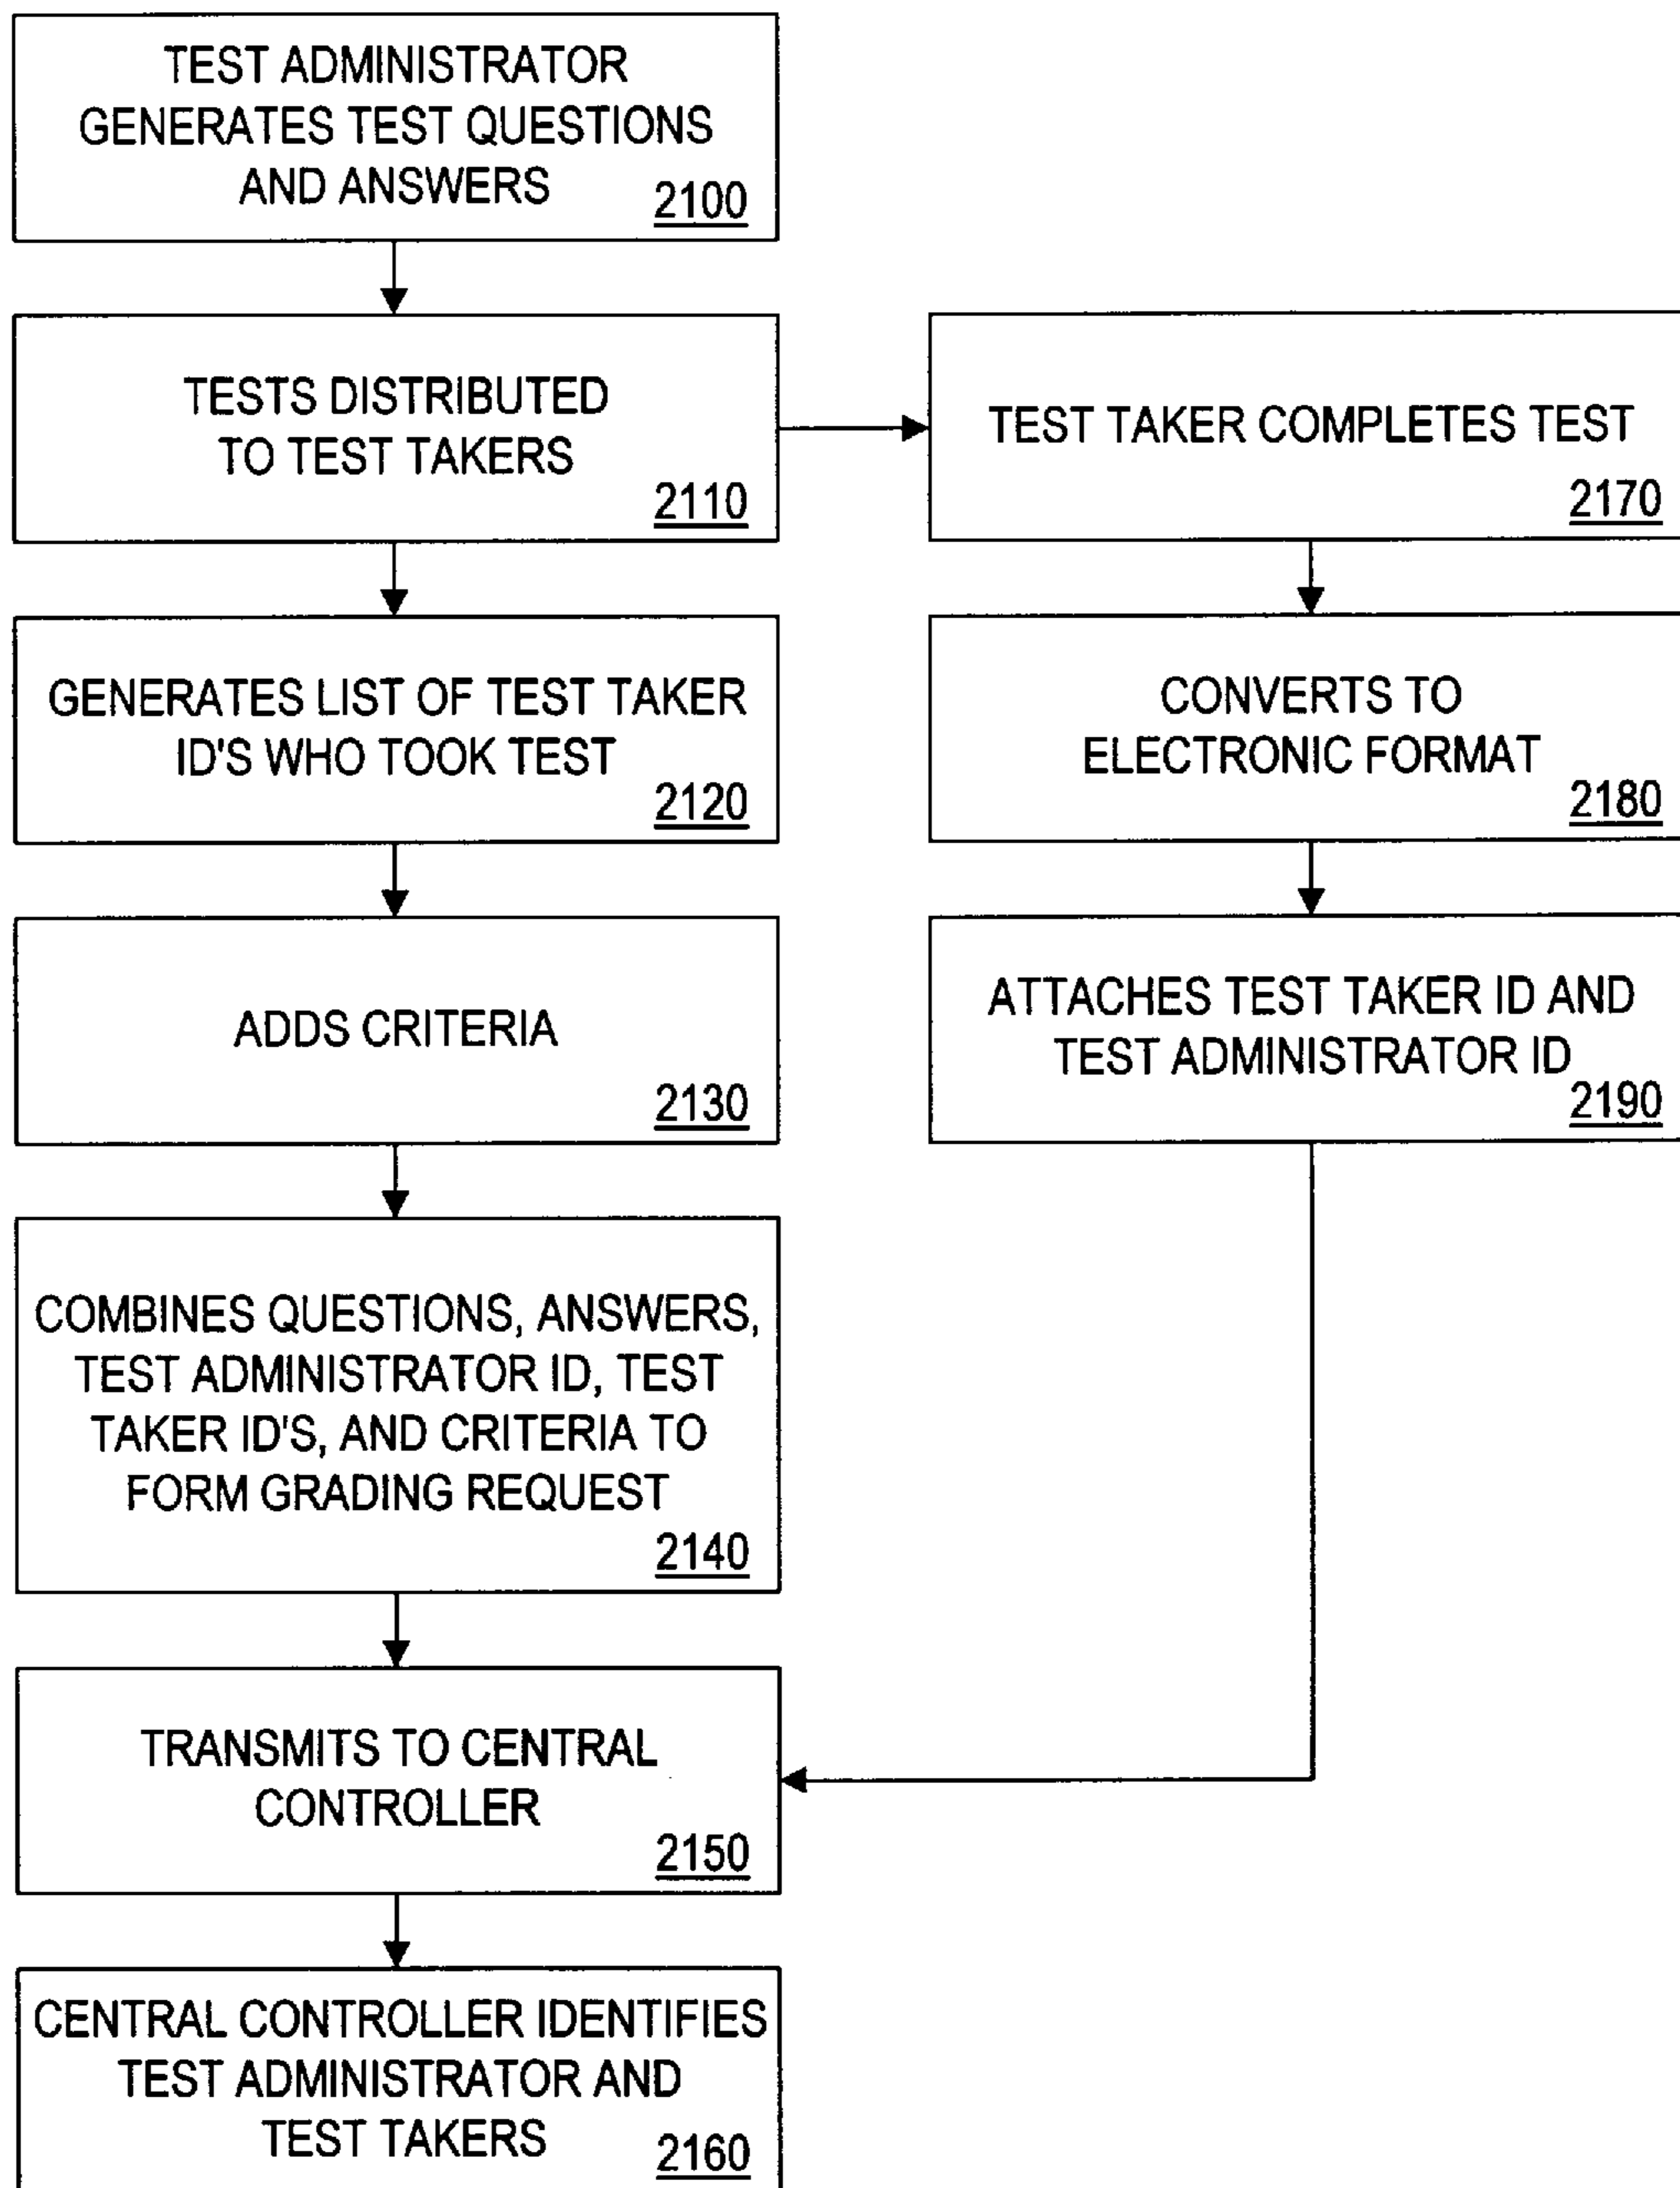 TEST ADMINISTRATOR
GENERATES TEST QUESTIONS
AND ANSWERS
2100
TESTS DISTRIBUTED
TO TEST TAKERS
2110
TEST TAKER COMPLETES TEST
2170
GENERATES LIST OF TEST TAKER
ID'S WHO TOOK TEST
2120
CONVERTS TO
ELECTRONIC FORMAT
2180
ADDS CRITERIA
2130
ATTACHES TEST TAKER ID AND
TEST ADMINISTRATOR ID
2190
COMBINES QUESTIONS, ANSWERS,
TEST ADMINISTRATOR ID, TEST
TAKER ID'S, AND CRITERIA TO
FORM GRADING REQUEST
2140
TRANSMITS TO CENTRAL
CONTROLLER
2150
CENTRAL CONTROLLER IDENTIFIES
TEST ADMINISTRATOR AND
TEST TAKERS
2160